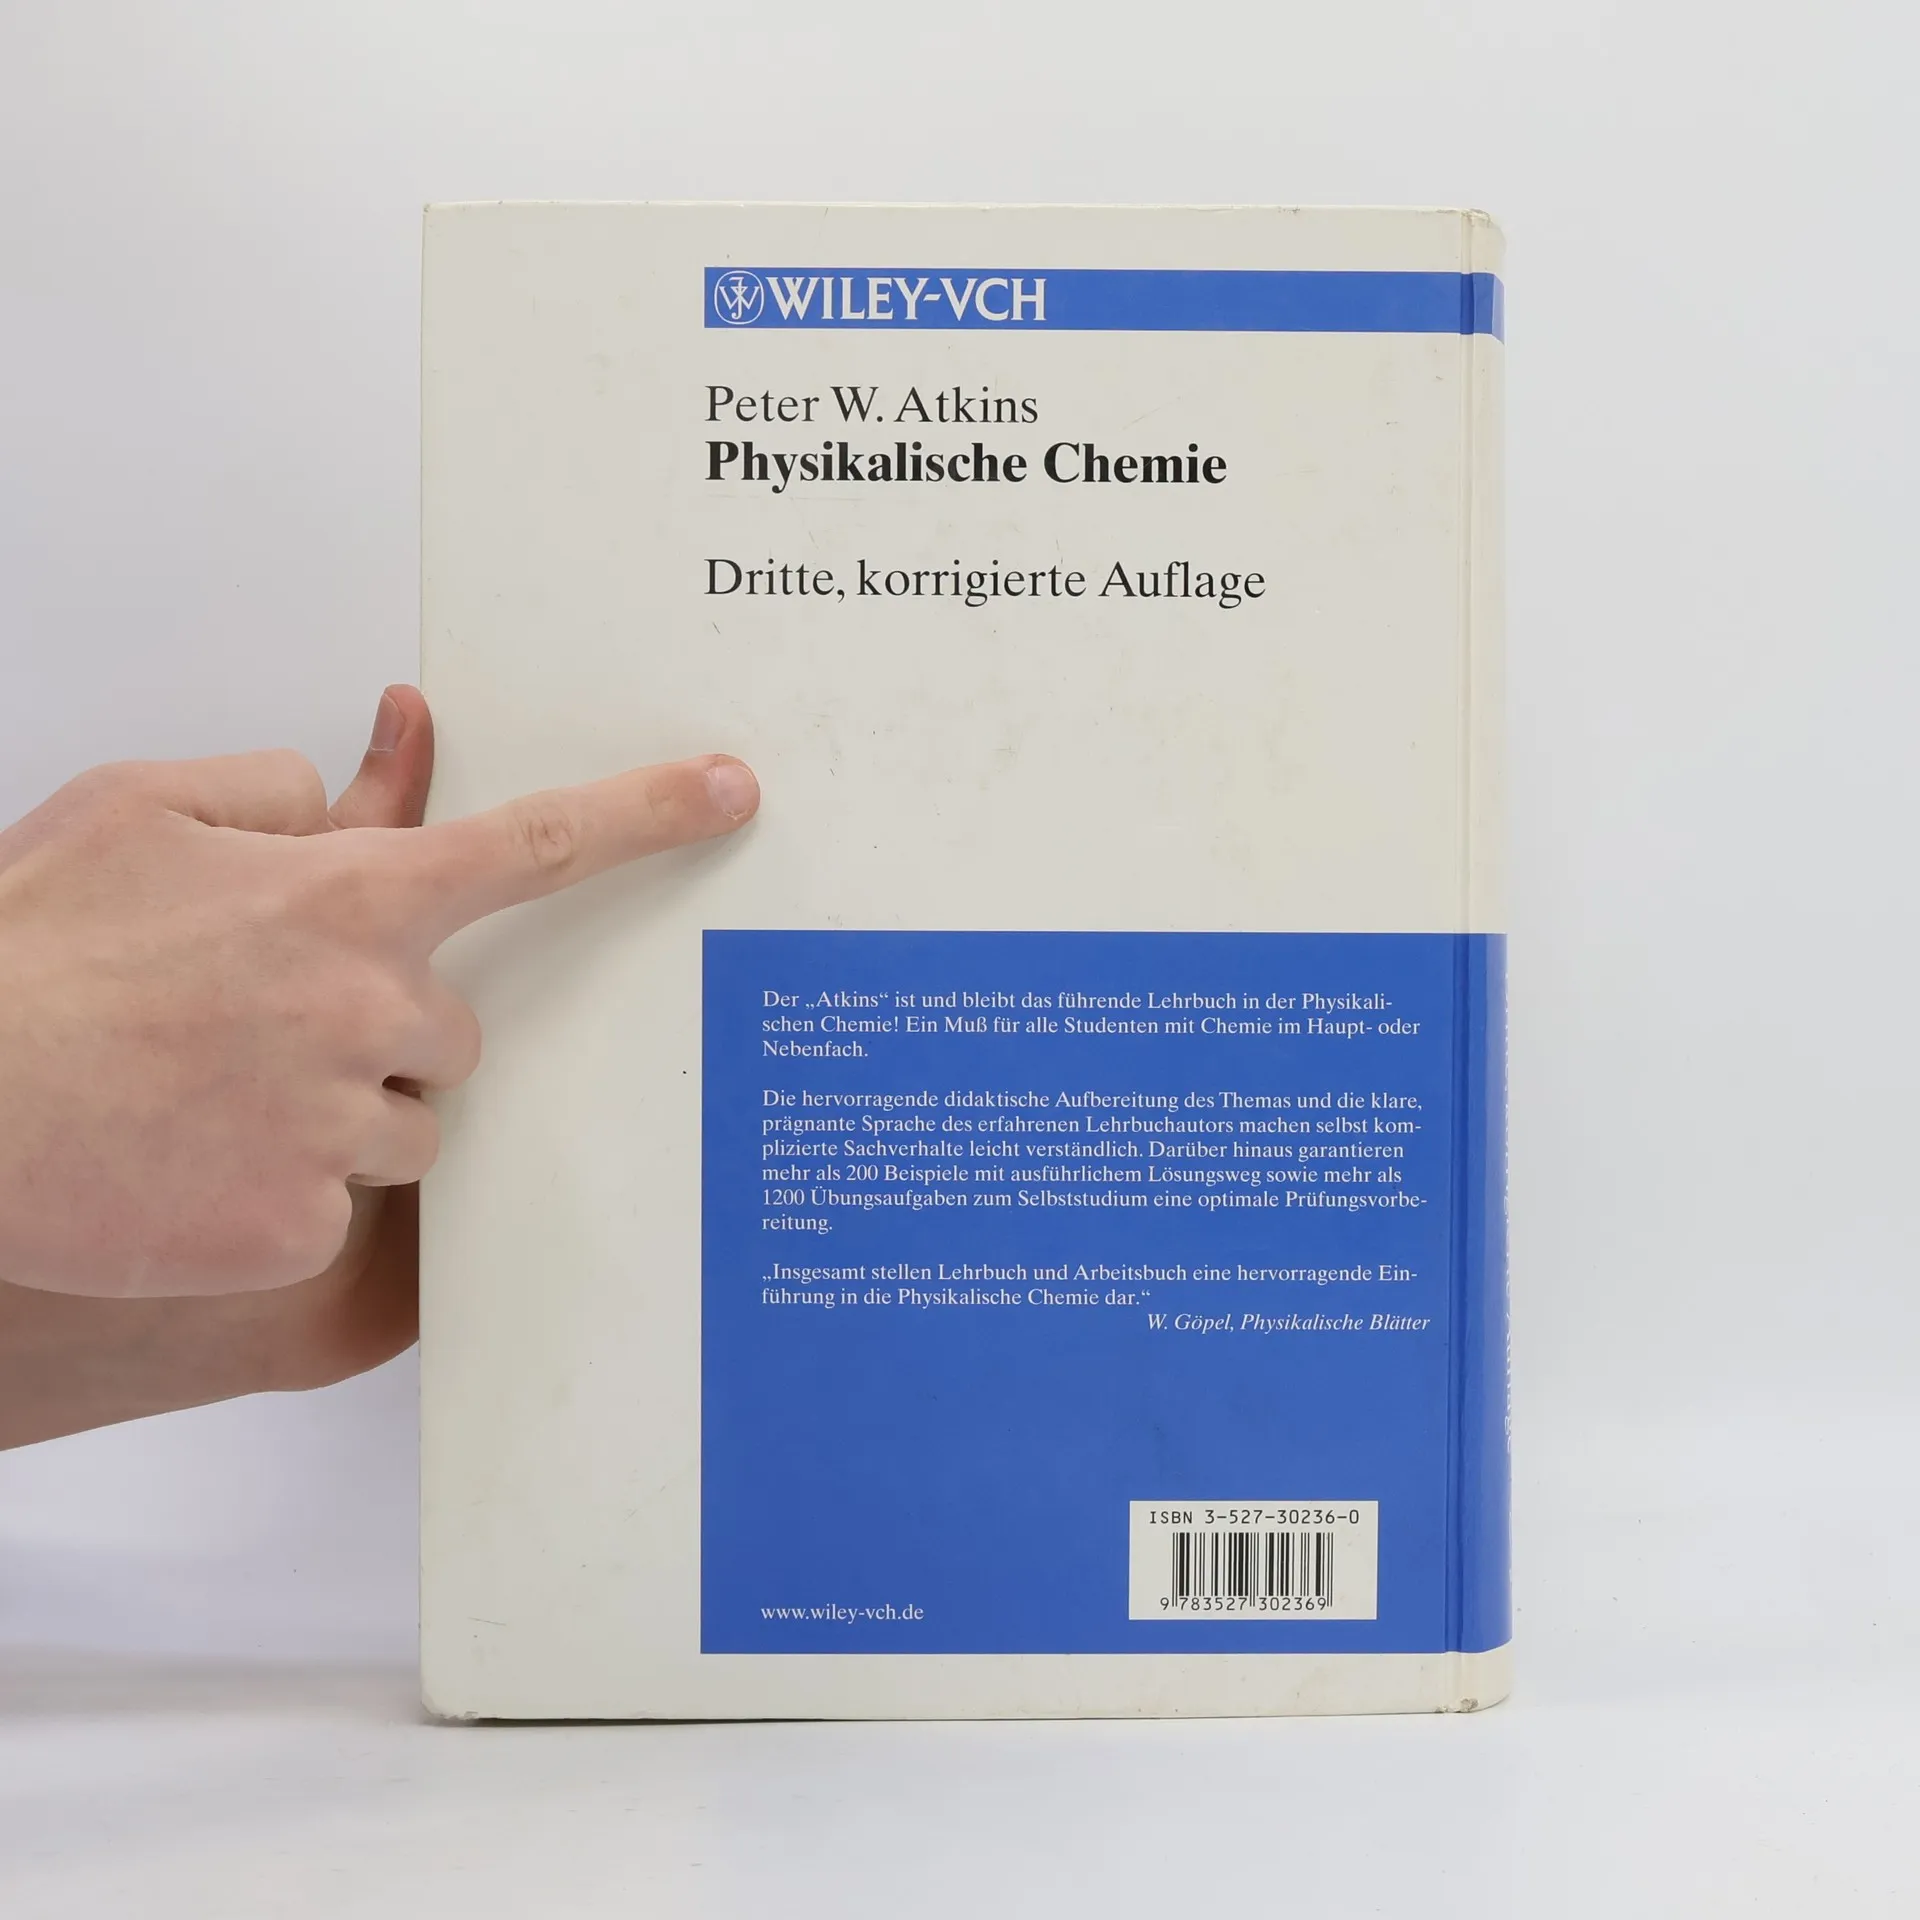 WILEY-VCH
Peter W. Atkins
Physikalische Chemie
Dritte, korrigierte Auflage
Der „Atkins“ ist und bleibt das führende Lehrbuch in der Physikali-
schen Chemie! Ein Muß für alle Studenten mit Chemie im Haupt- oder
Nebenfach.
Die hervorragende didaktische Aufbereitung des Themas und die klare,
prägnante Sprache des erfahrenen Lehrbuchautors machen selbst kom-
plizierte Sachverhalte leicht verständlich. Darüber hinaus garantieren
mehr als 200 Beispiele mit ausführlichem Lösungsweg sowie mehr als
1200 Übungsaufgaben zum Selbststudium eine optimale Prüfungsvorbe-
reitung.
„Insgesamt stellen Lehrbuch und Arbeitsbuch eine hervorragende Ein-
führung in die Physikalische Chemie dar.“
W. Göpel, Physikalische Blätter
ISBN 3-527-30236-0
9 783527 302369
www.wiley-vch.de